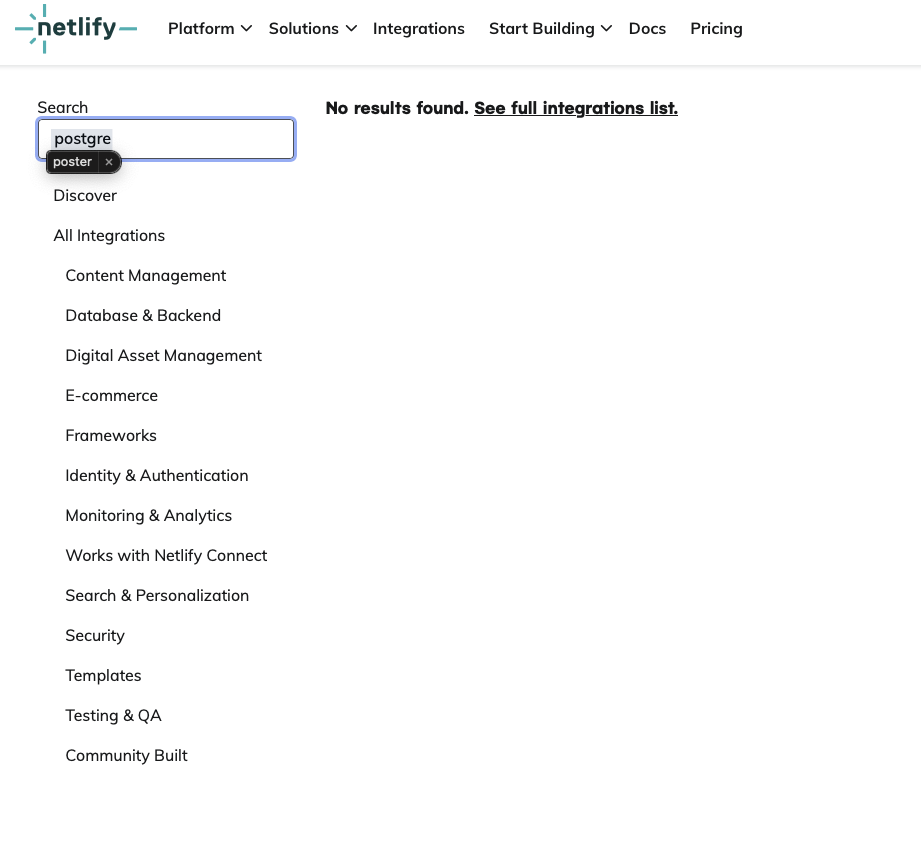 netlify
Platform Solutions Integrations Start Building Docs Pricing
Search
postgre
poster ×
No results found. See full integrations list.
Discover
All Integrations
Content Management
Database & Backend
Digital Asset Management
E-commerce
Frameworks
Identity & Authentication
Monitoring & Analytics
Works with Netlify Connect
Search & Personalization
Security
Templates
Testing & QA
Community Built